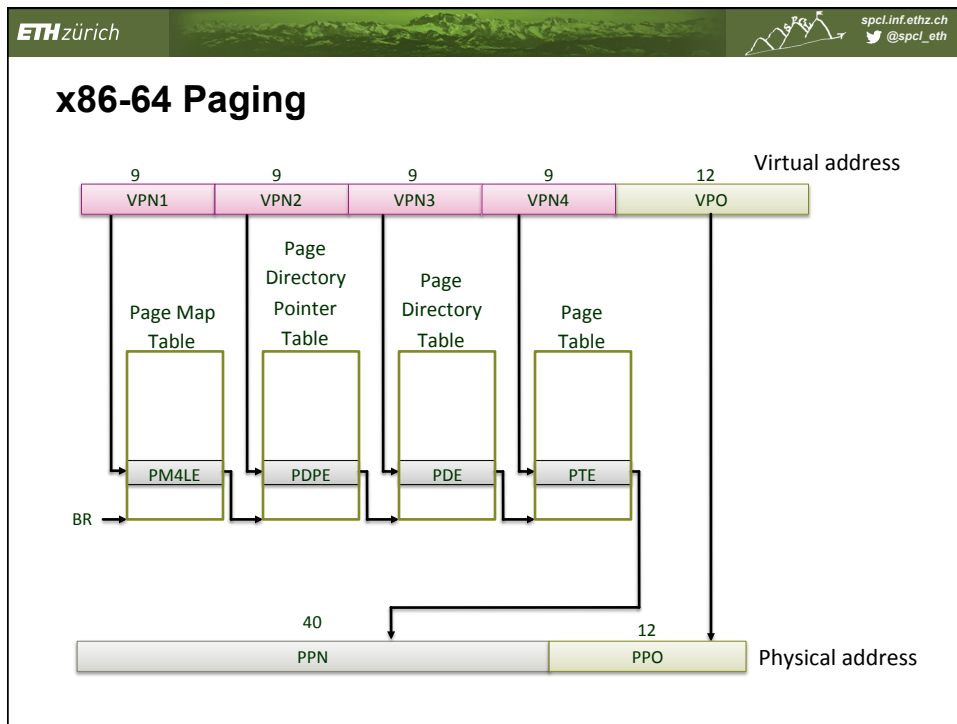 ETH zürich
spcl.inf.ethz.ch
@spcl_eth
x86-64 Paging
Virtual address
9 9 9 9 12
VPN1 VPN2 VPN3 VPN4 VPO
Page Map
Table
Page
Directory
Pointer
Table
Page
Directory
Table
Page
Table
PM4LE PDPE PDE PTE
BR
40 12
PPN PPO Physical address